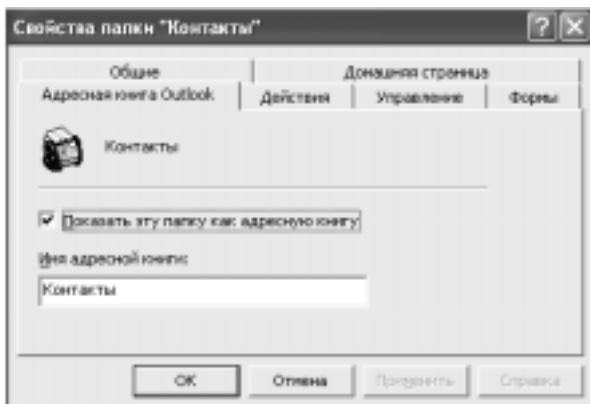 Свойства папки "Контакты"
Общие Домашняя страница
Адресная книга Outlook Действия Управление Формы
Контакты
Показать эту папку как адресную книгу
Имя адресной книги:
Контакты
ОК Отмена Применить Справка